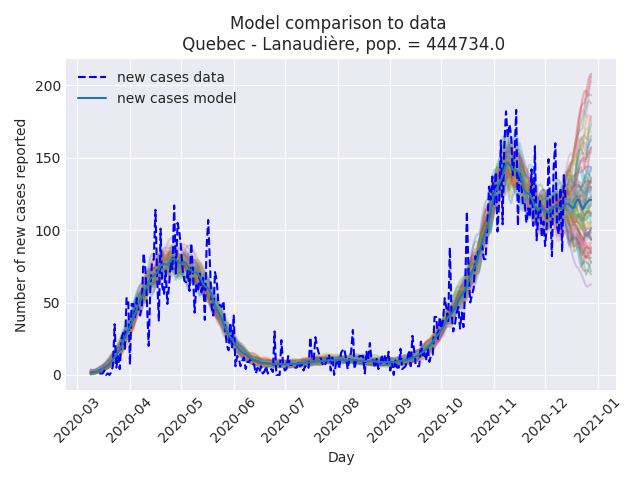 Model comparison to data
Quebec - Lanaudière, pop. = 444734.0
new cases data
new cases model
Number of new cases reported
200
150
100
50
0
2020-03
2020-04
2020-05
2020-06
2020-07
2020-08
2020-09
2020-10
2020-11
2020-12
2021-01
Day